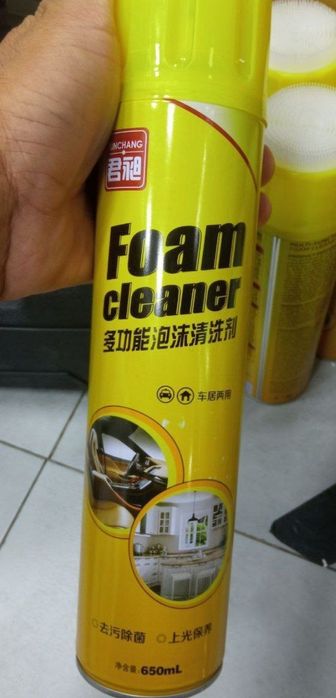 君昶
Foam
cleaner
多功能泡沫清洗剂
车居两用
去污除菌 上光保养
净含量: 650mL